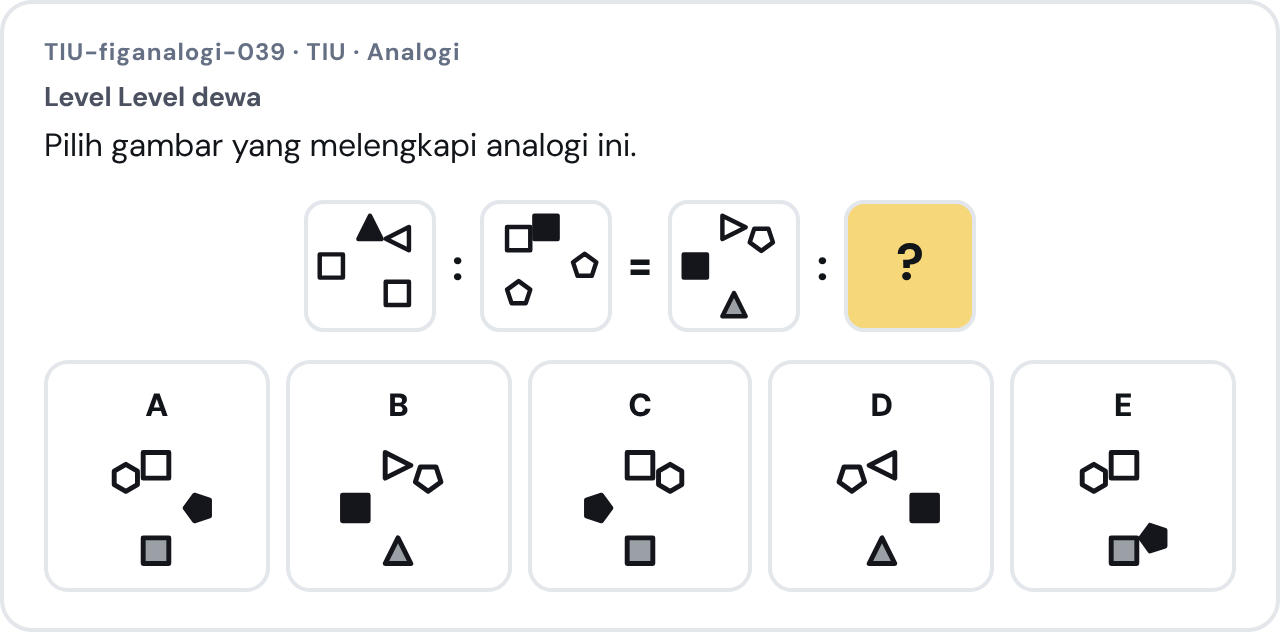 TIU-figanalogi-039 · TIU · Analogi
Level Level dewa
Pilih gambar yang melengkapi analogi ini.
: = : ?
A B C D E